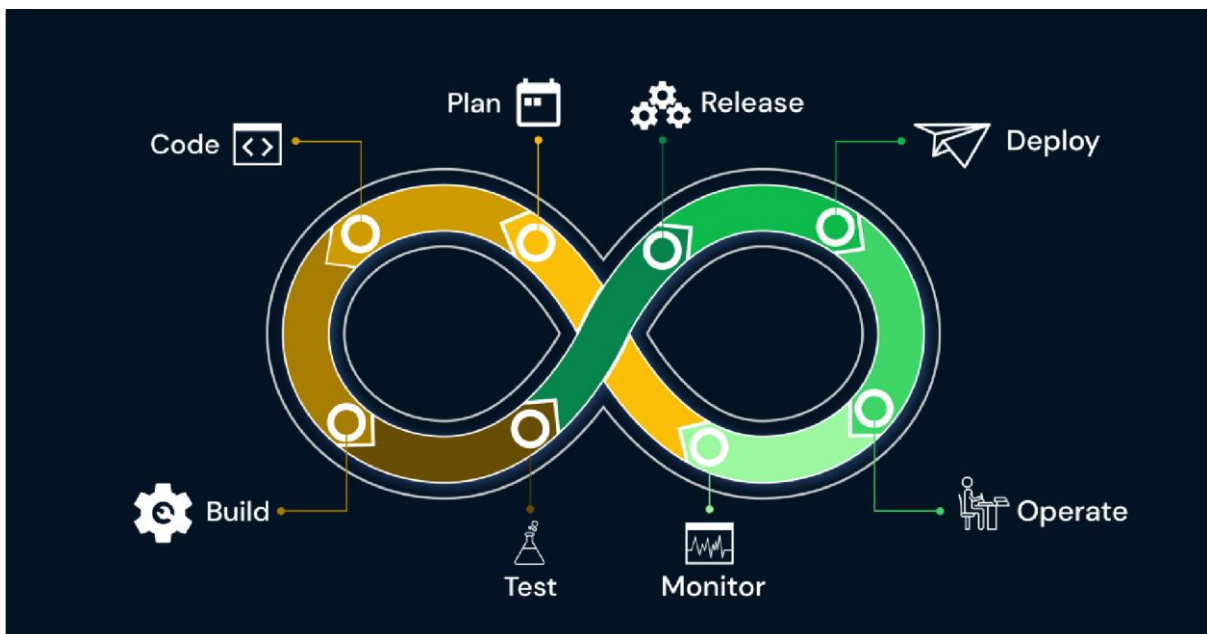 Plan
Release
Code
Deploy
Build
Operate
Test
Monitor